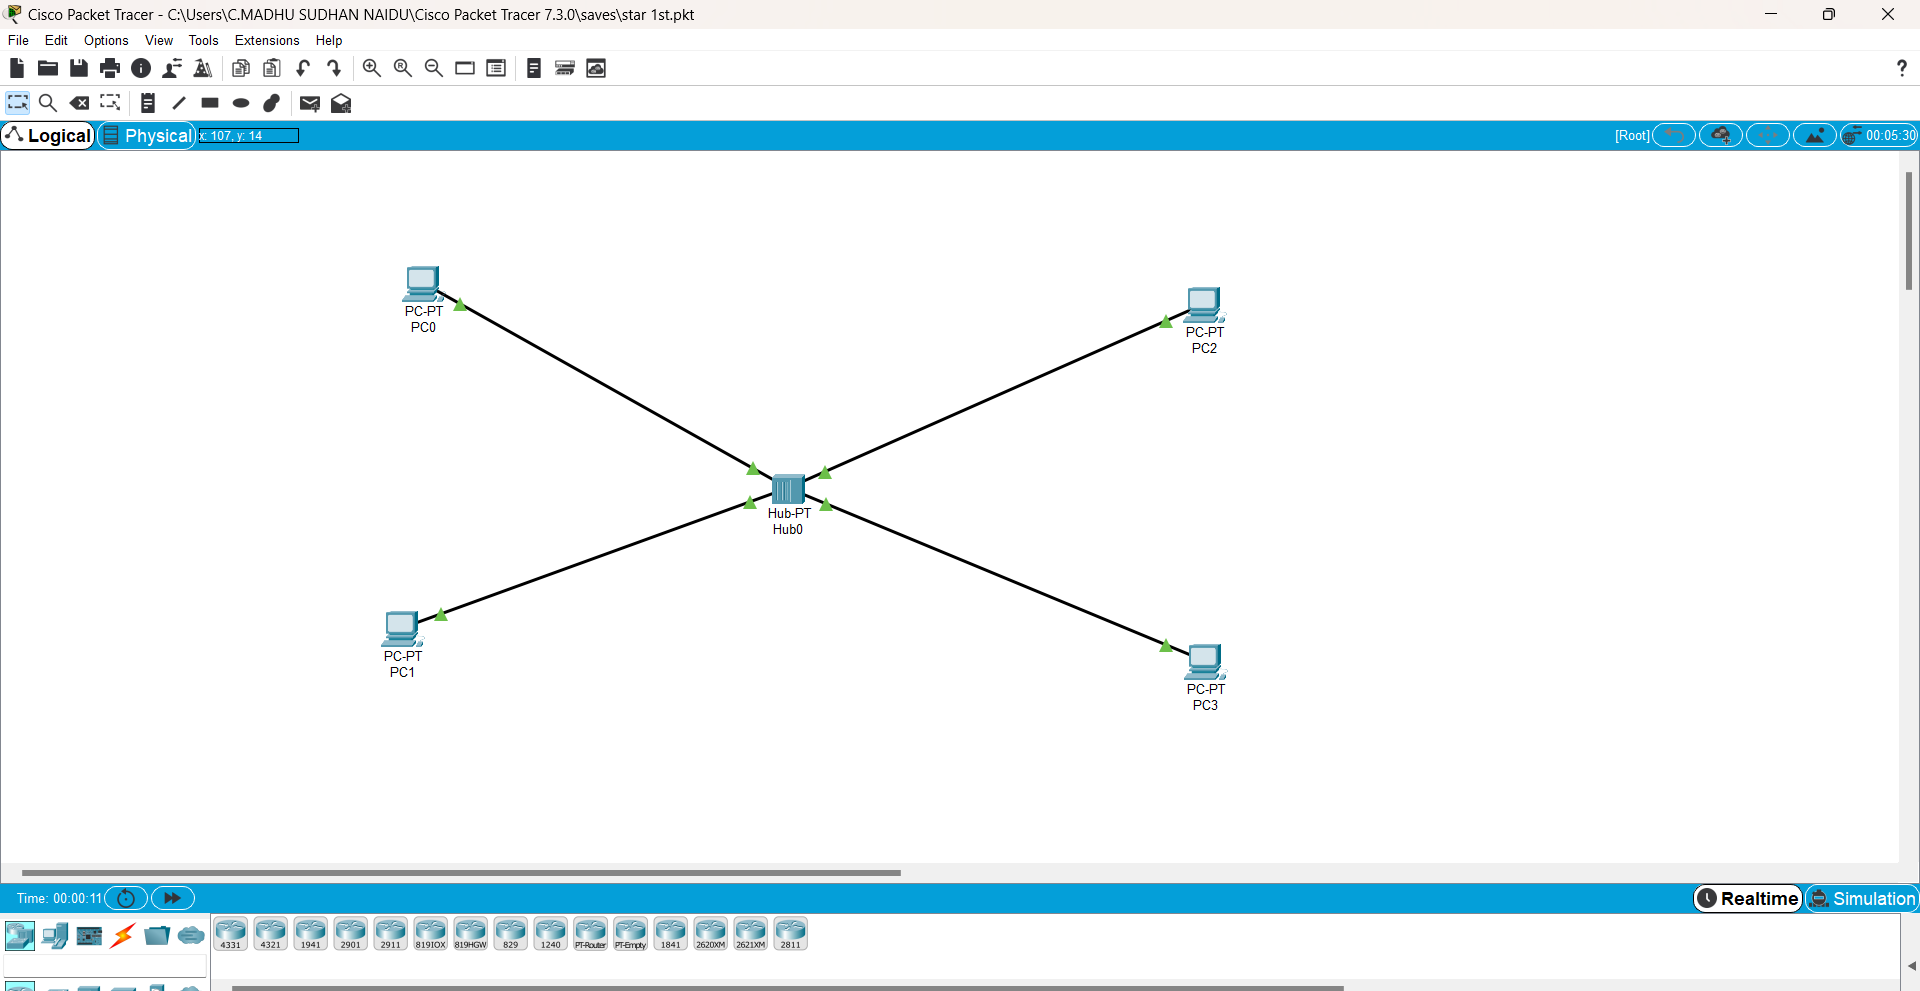 Cisco Packet Tracer - C:\Users\C.MADHU SUDHAN NAIDU\Cisco Packet Tracer 7.3.0\saves\star 1st.pkt
File Edit Options View Tools Extensions Help
?
Logical Physical x: 107, y: 14 [Root] 00:05:30
PC-PT
PC0
PC-PT
PC2
Hub-PT
Hub0
PC-PT
PC1
PC-PT
PC3
Time: 00:00:11 Realtime Simulation
4331 4321 1941 2901 2911 819IOX 819HGW 829 1240 PT-Router PT-Empty 1841 2620XM 2621XM 2811